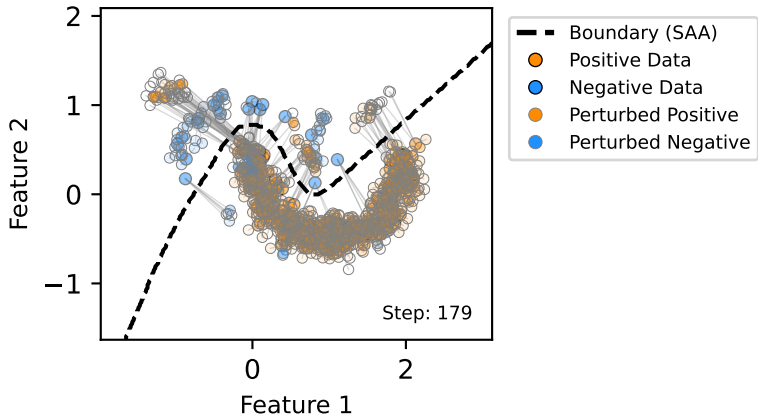 2
1
0
−1
0
2
Feature 1
Feature 2
Step: 179
Boundary (SAA)
Positive Data
Negative Data
Perturbed Positive
Perturbed Negative